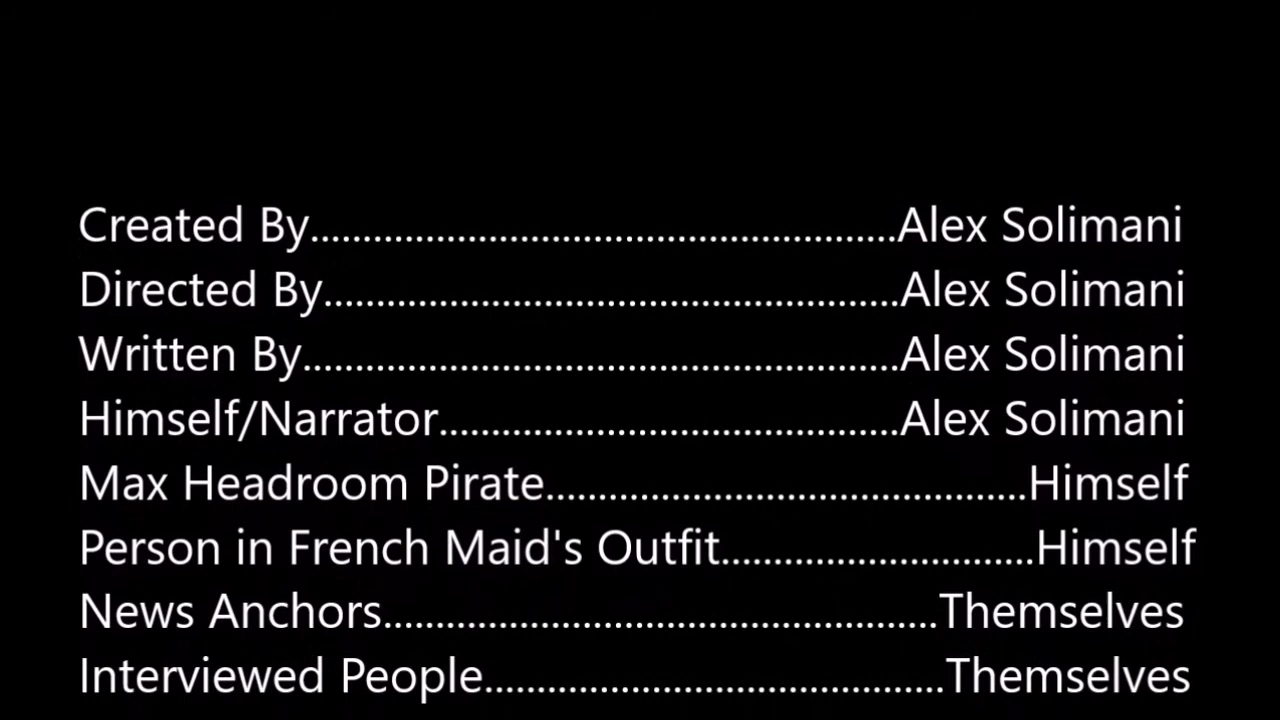 Created By............................................................Alex Solimani
Directed By..........................................................Alex Solimani
Written By............................................................Alex Solimani
Himself/Narrator...............................................Alex Solimani
Max Headroom Pirate.................................................Himself
Person in French Maid's Outfit................................Himself
News Anchors.........................................................Themselves
Interviewed People...............................................Themselves